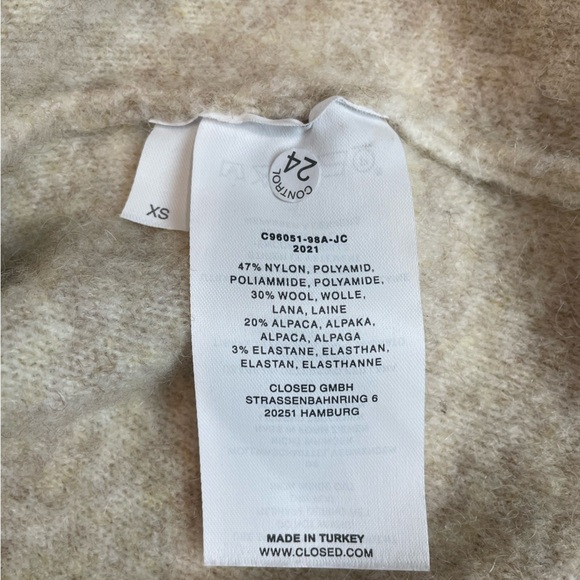 CONTROL
24
XS
C96051-98A-JC
2021
47% NYLON, POLYAMID,
POLIAMMIDE, POLYAMIDE,
30% WOOL, WOLLE,
LANA, LAINE
20% ALPACA, ALPAKA,
ALPACA, ALPAGA
3% ELASTANE, ELASTHAN,
ELASTAN, ELASTHANNE
CLOSED GMBH
STRASSENBAHNRING 6
20251 HAMBURG
MADE IN TURKEY
WWW.CLOSED.COM